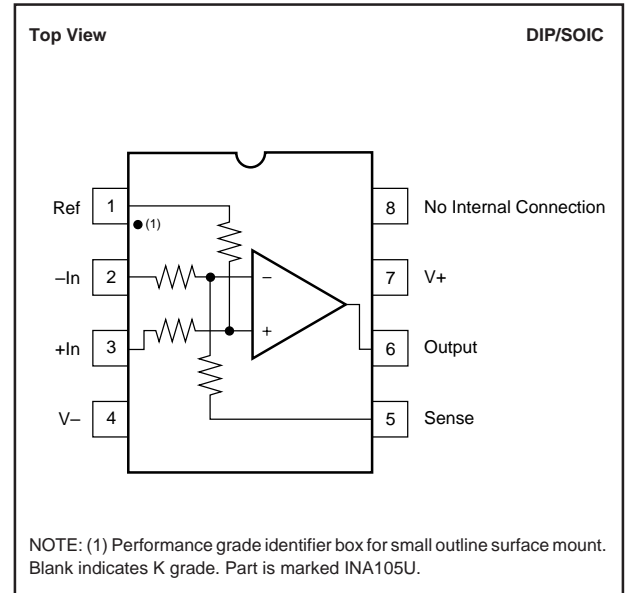 Top View DIP/SOIC
Ref 1 8 No Internal Connection
(1)
–In 2 – 7 V+
+In 3 + 6 Output
V– 4 5 Sense
NOTE: (1) Performance grade identifier box for small outline surface mount.
Blank indicates K grade. Part is marked INA105U.